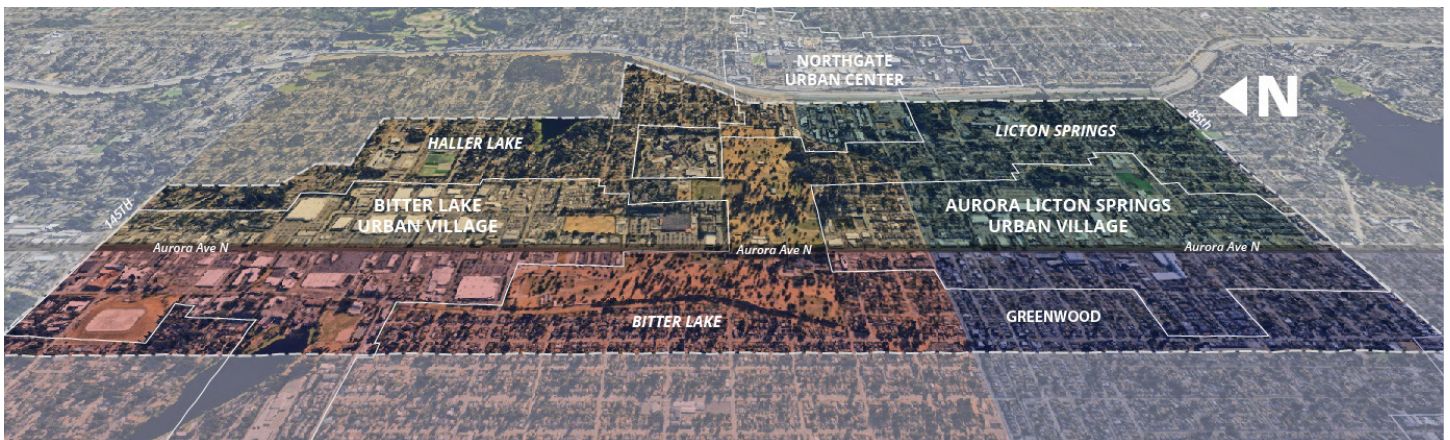 NORTHGATE
URBAN CENTER
N
85th
HALLER LAKE
LICTON SPRINGS
145TH
BITTER LAKE
URBAN VILLAGE
AURORA LICTON SPRINGS
URBAN VILLAGE
Aurora Ave N
Aurora Ave N
Aurora Ave N
BITTER LAKE
GREENWOOD